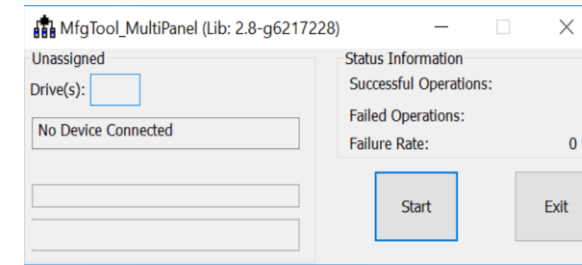 MfgTool_MultiPanel (Lib: 2.8-g6217228)
Unassigned
Drive(s):
No Device Connected
Status Information
Successful Operations:
Failed Operations:
Failure Rate: 0
Start
Exit